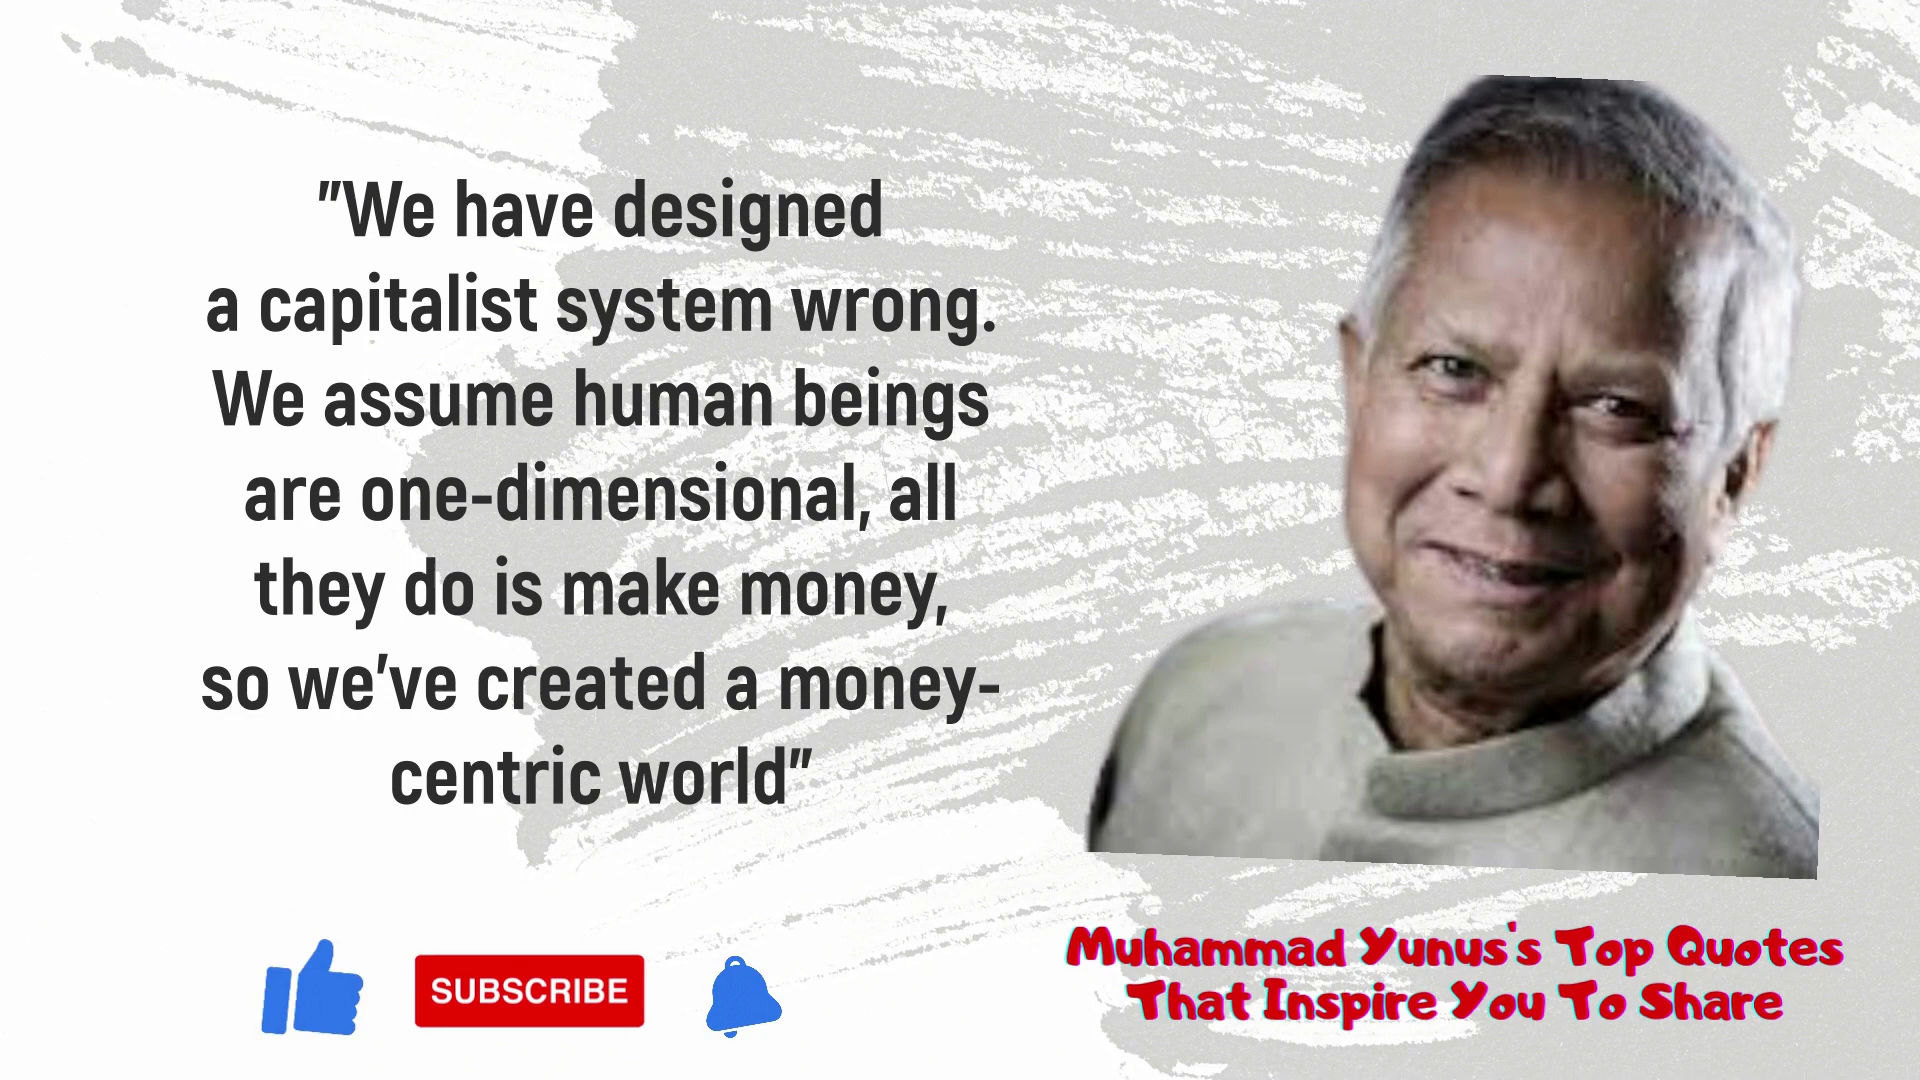 "We have designed
a capitalist system wrong.
We assume human beings
are one-dimensional, all
they do is make money,
so we've created a money-
centric world"
SUBSCRIBE
Muhammad Yunus's Top Quotes
That Inspire You To Share